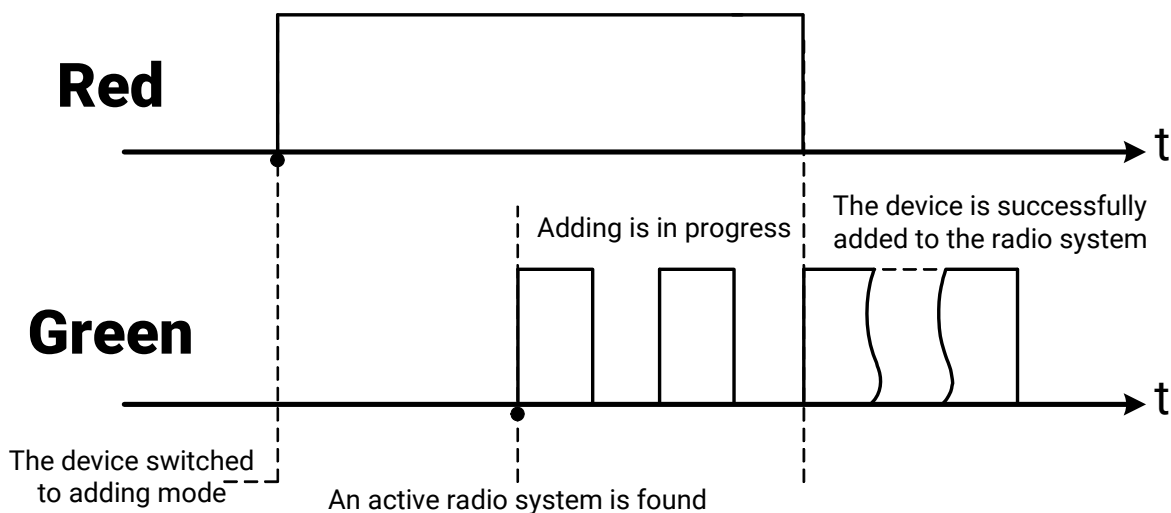 Red
t
Adding is in progress
The device is successfully
added to the radio system
Green
t
The device switched
to adding mode
An active radio system is found